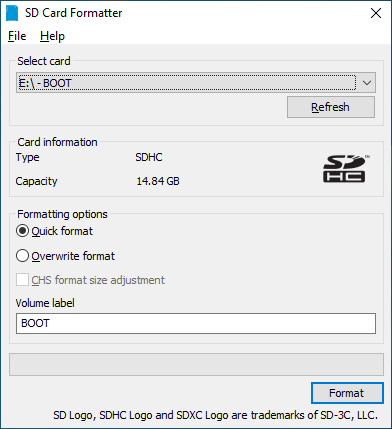 SD Card Formatter
File Help
Select card
E:\ - BOOT
Refresh
Card information
Type SDHC
Capacity 14.84 GB
SD HC TM
Formatting options
Quick format
Overwrite format
CHS format size adjustment
Volume label
BOOT
Format
SD Logo, SDHC Logo and SDXC Logo are trademarks of SD-3C, LLC.